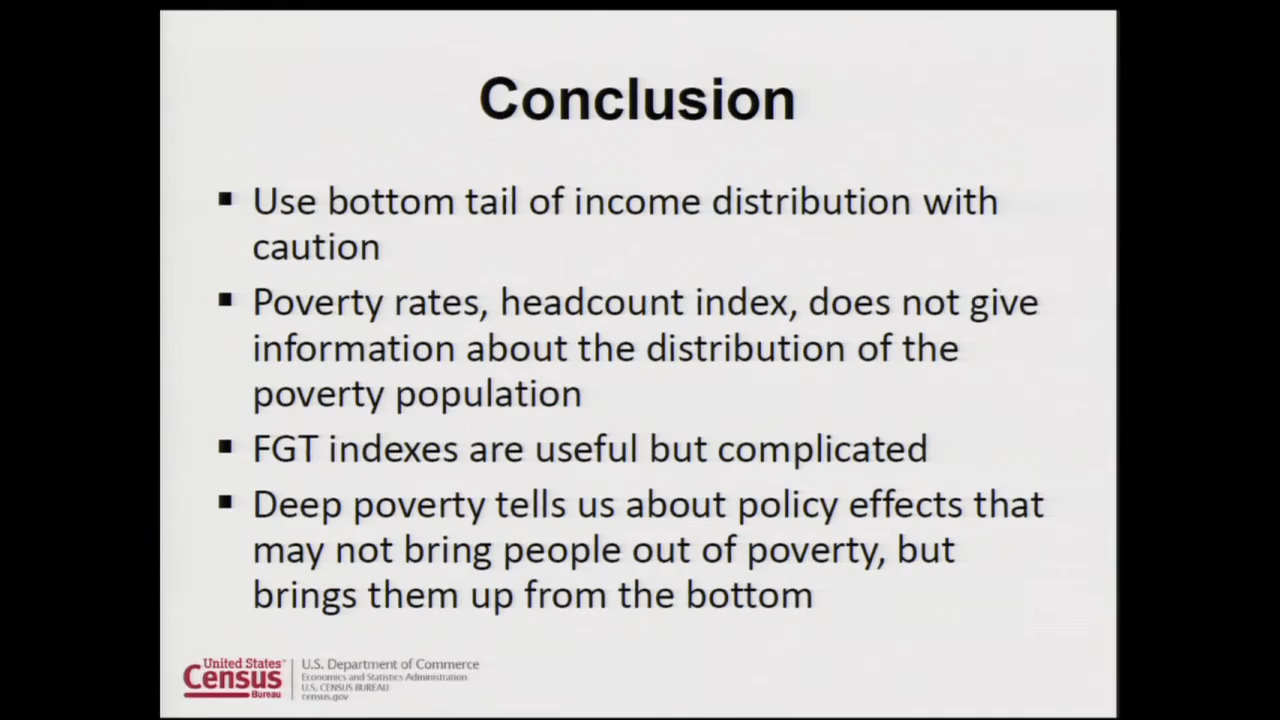 Conclusion
▪ Use bottom tail of income distribution with
caution
▪ Poverty rates, headcount index, does not give
information about the distribution of the
poverty population
▪ FGT indexes are useful but complicated
▪ Deep poverty tells us about policy effects that
may not bring people out of poverty, but
brings them up from the bottom
United States™
Census
Bureau
U.S. Department of Commerce
Economics and Statistics Administration
U.S. CENSUS BUREAU
census.gov